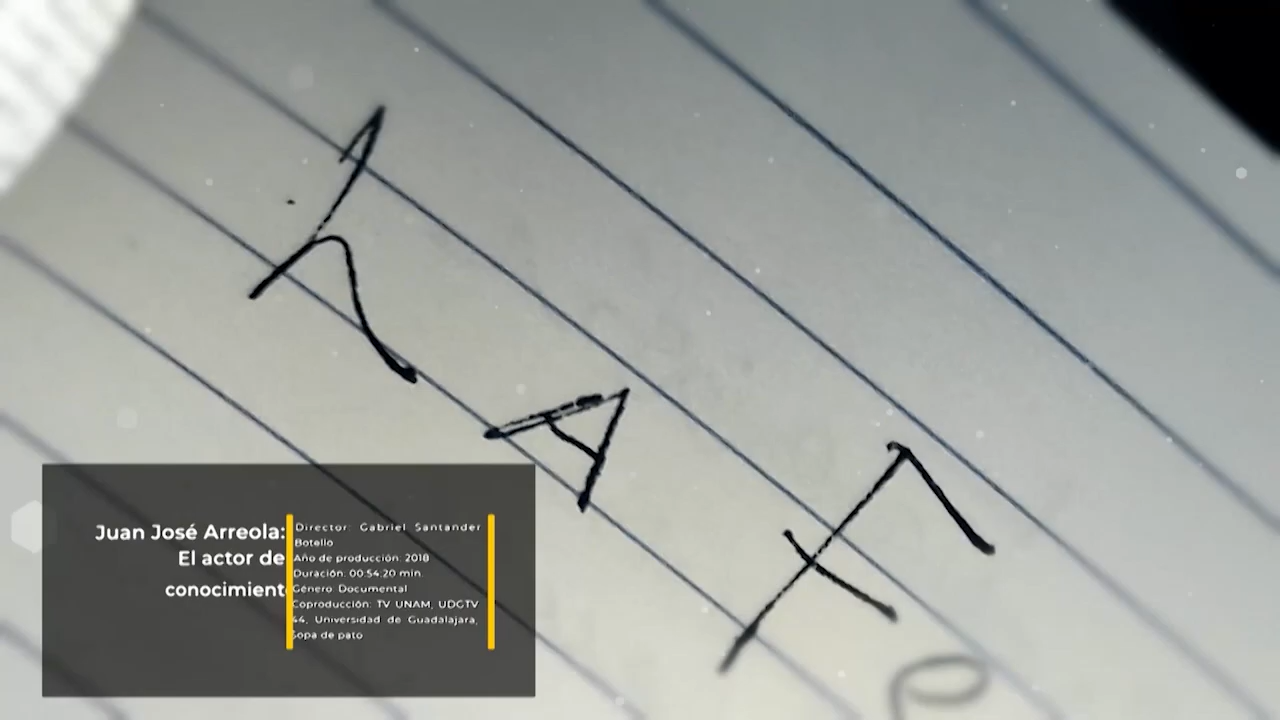 Juan José Arreola:
El actor de
conocimient
Director: Gabriel Santander
Botello
Año de producción: 2018
Duración: 00:54:20 min.
Género: Documental
Coproducción: TV UNAM, UDGTV
44, Universidad de Guadalajara,
Sopa de pato
A F